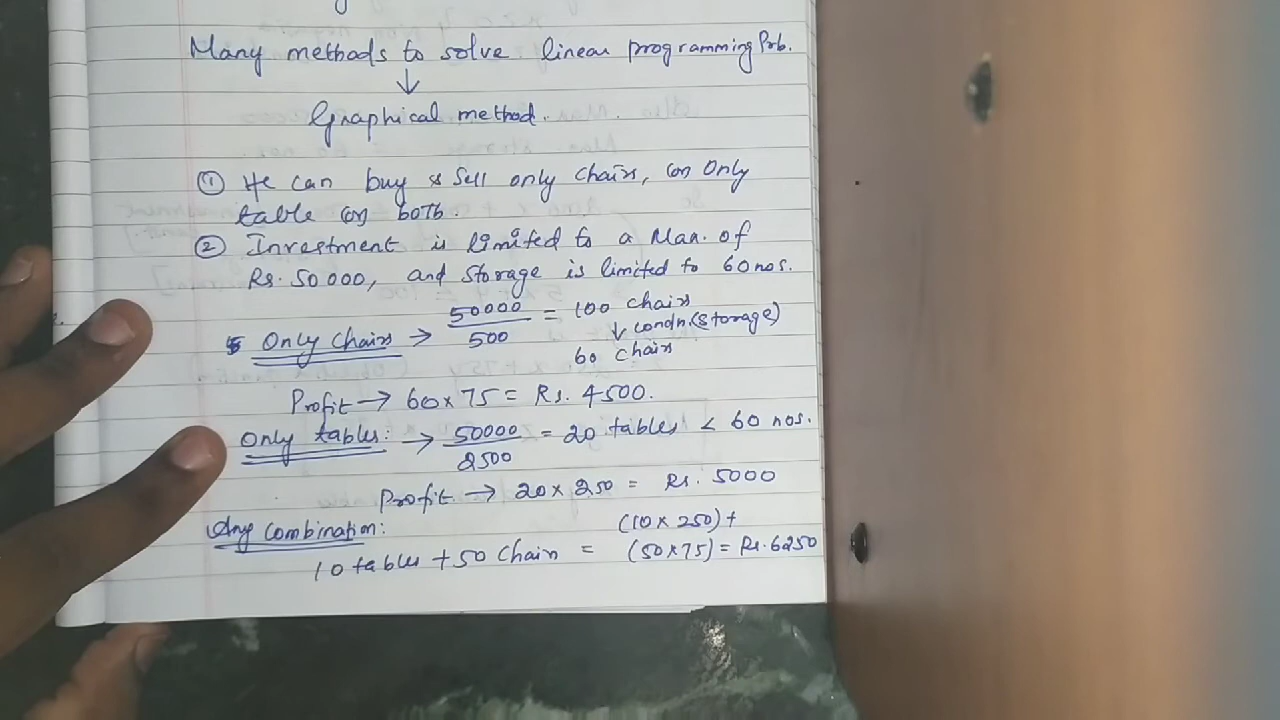 Many methods to solve linear programming Prb.
↓
Graphical method.
① He can buy & Sell only chairs, (or) Only
table (or) both.
② Investment is limited to a Max. of
Rs. 50000, and storage is limited to 60 nos.
Only chairs → 50000/500 = 100 chairs
↓ condn. (storage)
60 chairs
Profit → 60 × 75 = Rs. 4500.
Only tables: → 50000/2500 = 20 tables < 60 nos.
Profit → 20 × 250 = Rs. 5000
Any combination:
10 tables + 50 Chairs = (10 × 250) +
(50 × 75) = Rs. 6250